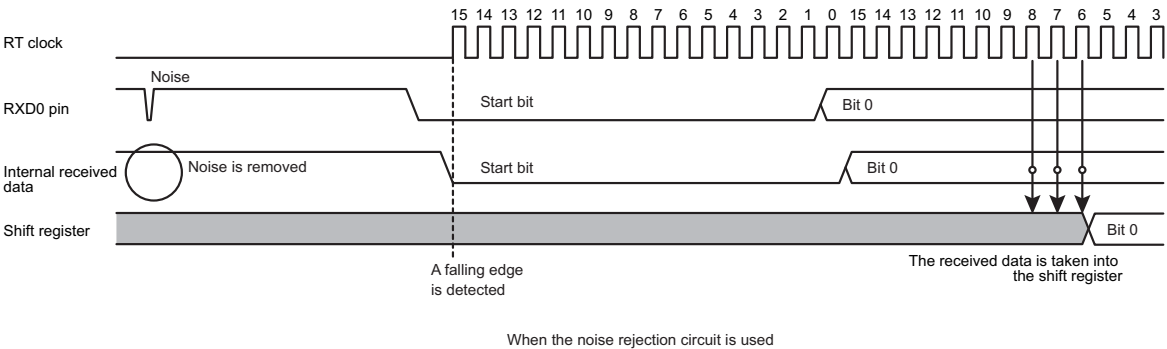 15 14 13 12 11 10 9 8 7 6 5 4 3 2 1 0 15 14 13 12 11 10 9 8 7 6 5 4 3
RT clock
Noise
RXD0 pin
Start bit
Bit 0
Internal received
data
Noise is removed
Start bit
Bit 0
Shift register
Bit 0
A falling edge
is detected
The received data is taken into
the shift register
When the noise rejection circuit is used